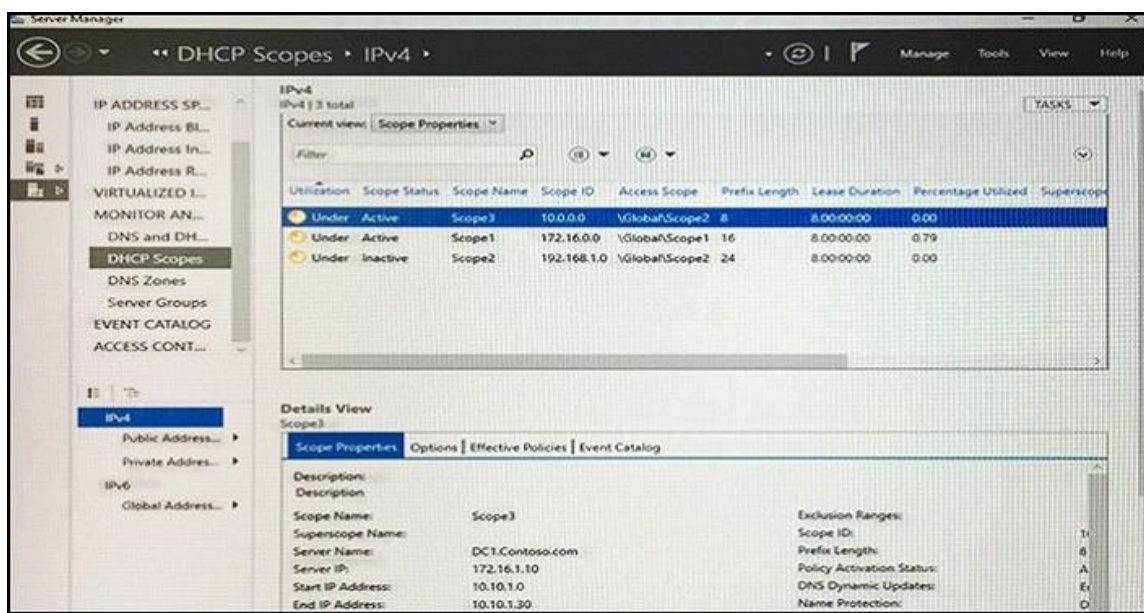 Server Manager
DHCP Scopes IPv4
Manage Tools View Help
IP ADDRESS SP...
IP Address Bl...
IP Address In...
IP Address R...
VIRTUALIZED I...
MONITOR AN...
DNS and DH...
DHCP Scopes
DNS Zones
Server Groups
EVENT CATALOG
ACCESS CONT...
IPv4
Public Address...
Private Addres...
IPv6
Global Address...
IPv4
IPv4 | 3 total
TASKS
Current view: Scope Properties
Filter
Utilization Scope Status Scope Name Scope ID Access Scope Prefix Length Lease Duration Percentage Utilized Superscope
Under Active Scope3 10.0.0.0 \Global\Scope2 8 8.00:00:00 0.00
Under Active Scope1 172.16.0.0 \Global\Scope1 16 8.00:00:00 0.79
Under Inactive Scope2 192.168.1.0 \Global\Scope2 24 8.00:00:00 0.00
Details View
Scope3
Scope Properties Options | Effective Policies | Event Catalog
Description:
Description
Scope Name: Scope3 Exclusion Ranges:
Superscope Name: Scope ID:
Server Name: DC1.Contoso.com Prefix Length: 8
Server IP: 172.16.1.10 Policy Activation Status:
Start IP Address: 10.10.1.0 DNS Dynamic Updates:
End IP Address: 10.10.1.30 Name Protection: